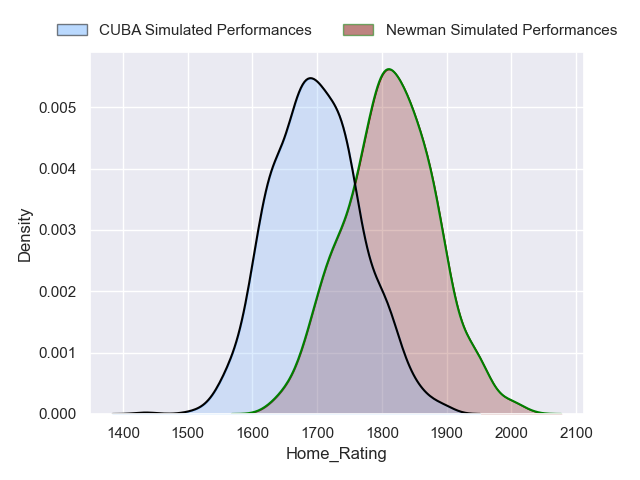 CUBA Simulated Performances
Newman Simulated Performances
0.005
0.004
0.003
0.002
0.001
0.000
Density
1400 1500 1600 1700 1800 1900 2000 2100
Home_Rating